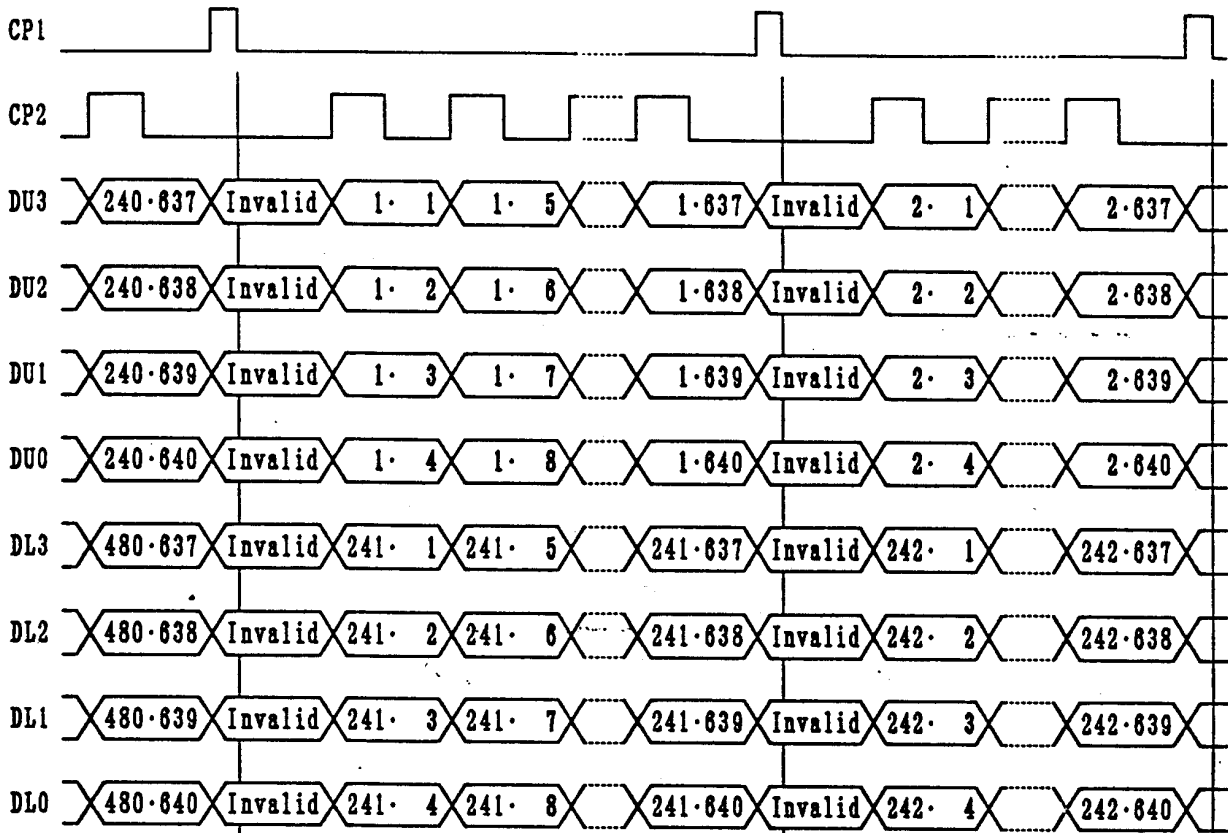 CP1
CP2
DU3 240·637 Invalid 1· 1 1· 5 1·637 Invalid 2· 1 2·637
DU2 240·638 Invalid 1· 2 1· 6 1·638 Invalid 2· 2 2·638
DU1 240·639 Invalid 1· 3 1· 7 1·639 Invalid 2· 3 2·639
DU0 240·640 Invalid 1· 4 1· 8 1·640 Invalid 2· 4 2·640
DL3 480·637 Invalid 241· 1 241· 5 241·637 Invalid 242· 1 242·637
DL2 480·638 Invalid 241· 2 241· 6 241·638 Invalid 242· 2 242·638
DL1 480·639 Invalid 241· 3 241· 7 241·639 Invalid 242· 3 242·639
DL0 480·640 Invalid 241· 4 241· 8 241·640 Invalid 242· 4 242·640